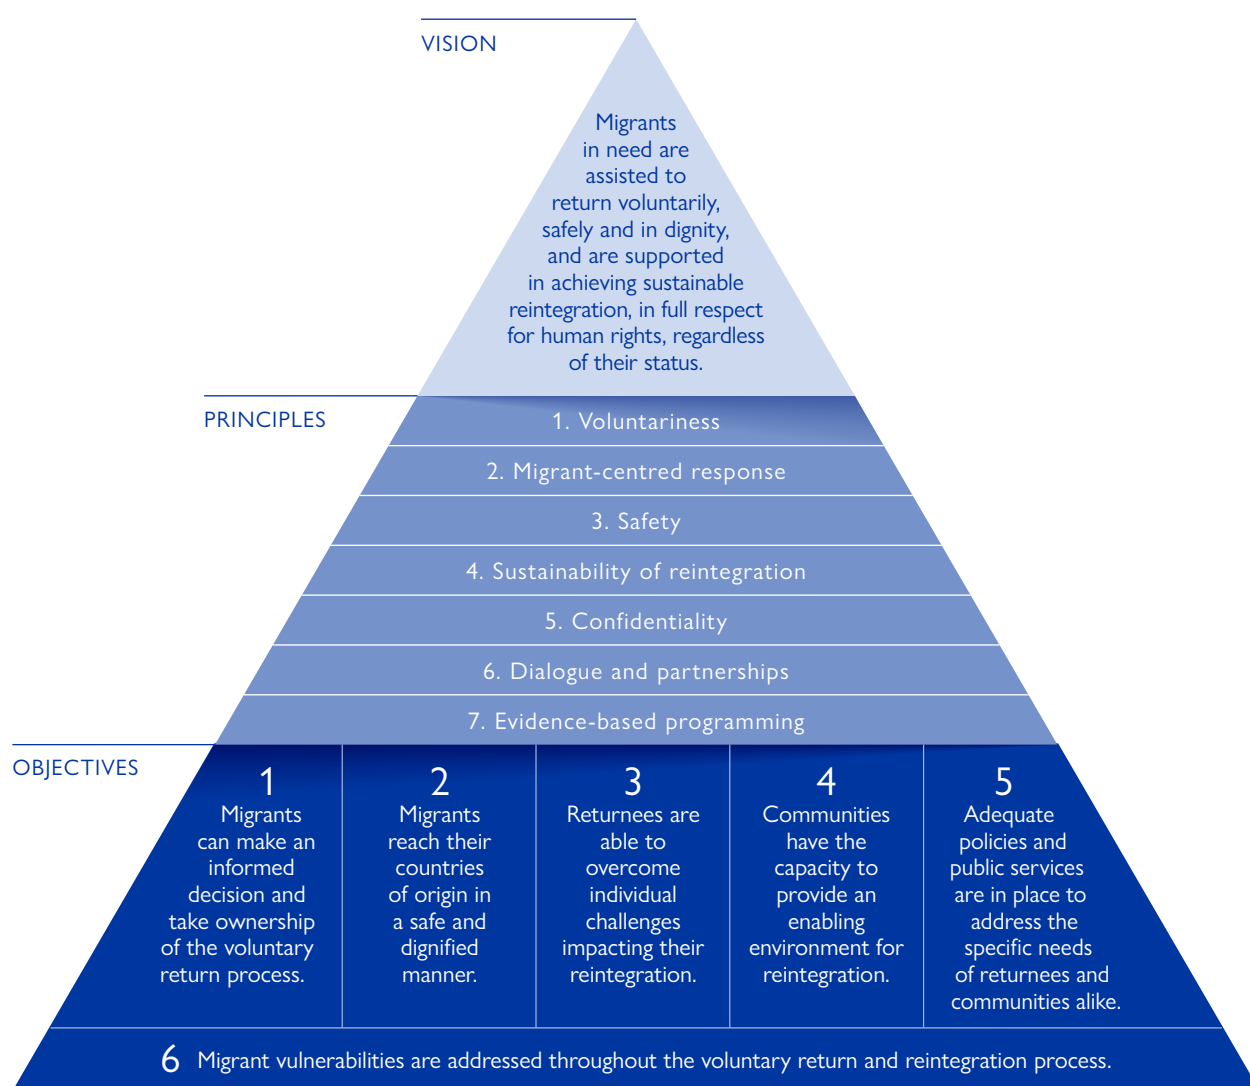 VISION
Migrants
in need are
assisted to
return voluntarily,
safely and in dignity,
and are supported
in achieving sustainable
reintegration, in full respect
for human rights, regardless
of their status.
PRINCIPLES
1. Voluntariness
2. Migrant-centred response
3. Safety
4. Sustainability of reintegration
5. Confidentiality
6. Dialogue and partnerships
7. Evidence-based programming
OBJECTIVES
1
Migrants
can make an
informed
decision and
take ownership
of the voluntary
return process.
2
Migrants
reach their
countries
of origin in
a safe and
dignified
manner.
3
Returnees are
able to
overcome
individual
challenges
impacting their
reintegration.
4
Communities
have the
capacity to
provide an
enabling
environment for
reintegration.
5
Adequate
policies and
public services
are in place to
address the
specific needs
of returnees and
communities alike.
6 Migrant vulnerabilities are addressed throughout the voluntary return and reintegration process.